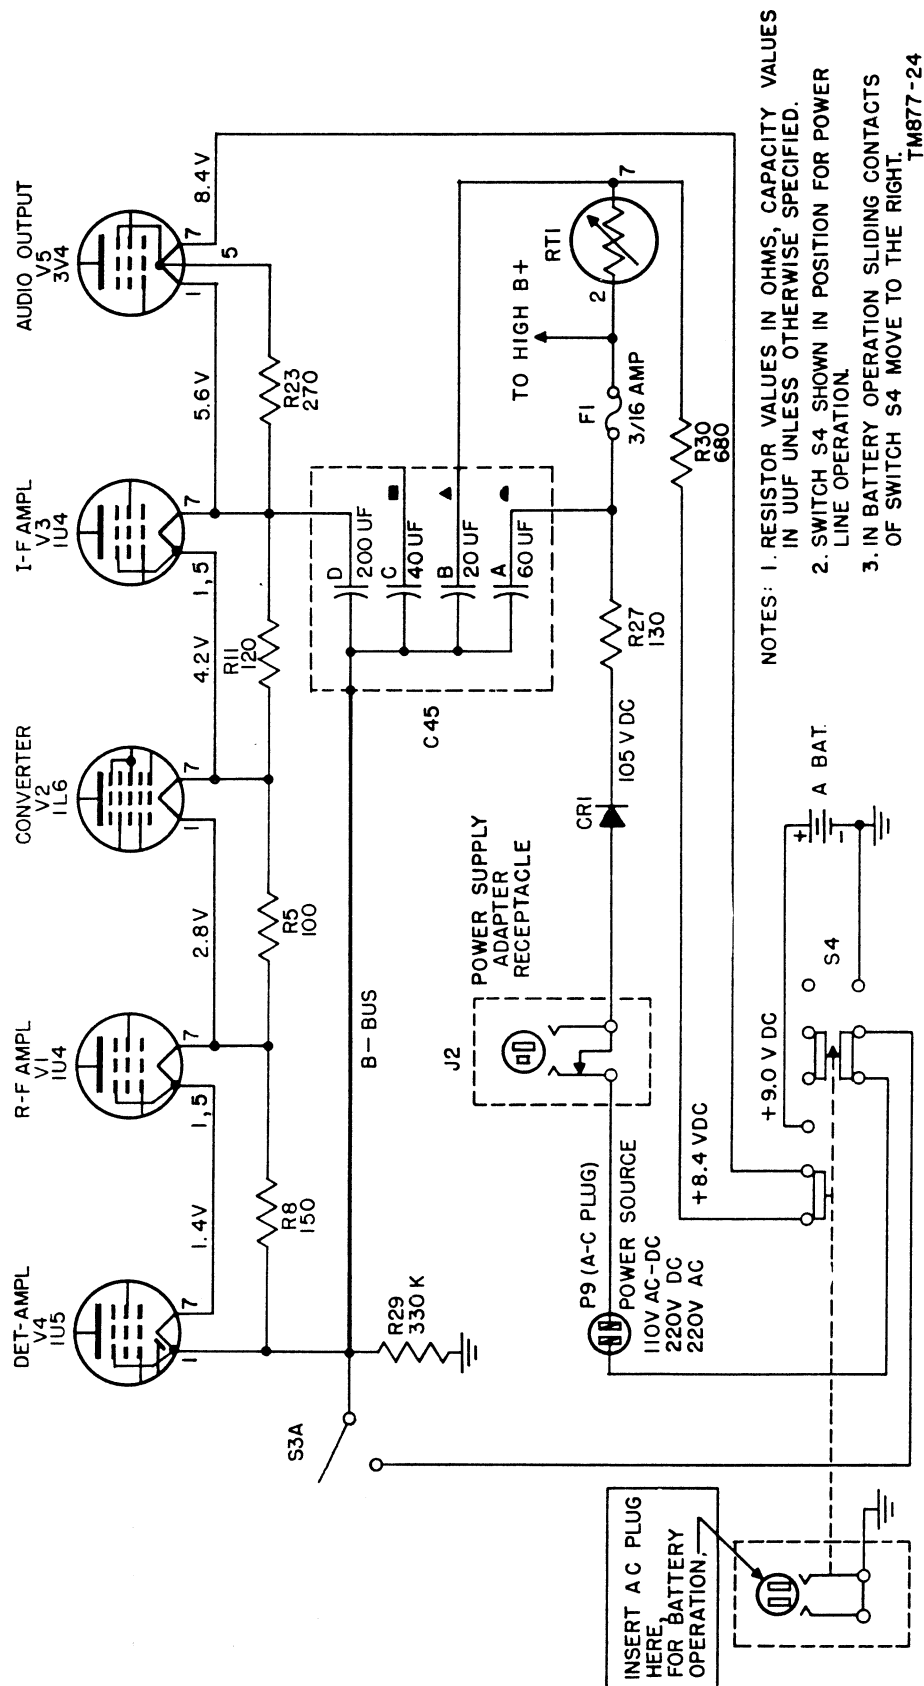 DET-AMPL
V4
1U5
R-F AMPL
V1
1U4
CONVERTER
V2
1L6
I-F AMPL
V3
1U4
AUDIO OUTPUT
V5
3V4
1
7
1.4V
1,5
7
2.8V
1
7
4.2V
1,5
7
5.6V
1
5
7
8.4V
R8
150
R5
100
R11
120
R23
270
S3A
R29
330 K
B- BUS
C45
D
200 UF
C
40 UF
B
20 UF
A
60 UF
J2
POWER SUPPLY
ADAPTER
RECEPTACLE
TO HIGH B+
P9 (A-C PLUG)
POWER SOURCE
110V AC-DC
220V DC
220V AC
CR1
105 V DC
R27
130
F1
3/16 AMP
2
RT1
7
R30
680
+8.4 VDC
+9.0 V DC
S4
+
-
A BAT.
INSERT AC PLUG
HERE,
FOR BATTERY
OPERATION.
NOTES: 1. RESISTOR VALUES IN OHMS, CAPACITY VALUES
IN UUF UNLESS OTHERWISE SPECIFIED.
2. SWITCH S4 SHOWN IN POSITION FOR POWER
LINE OPERATION.
3. IN BATTERY OPERATION SLIDING CONTACTS
OF SWITCH S4 MOVE TO THE RIGHT.
TM877-24